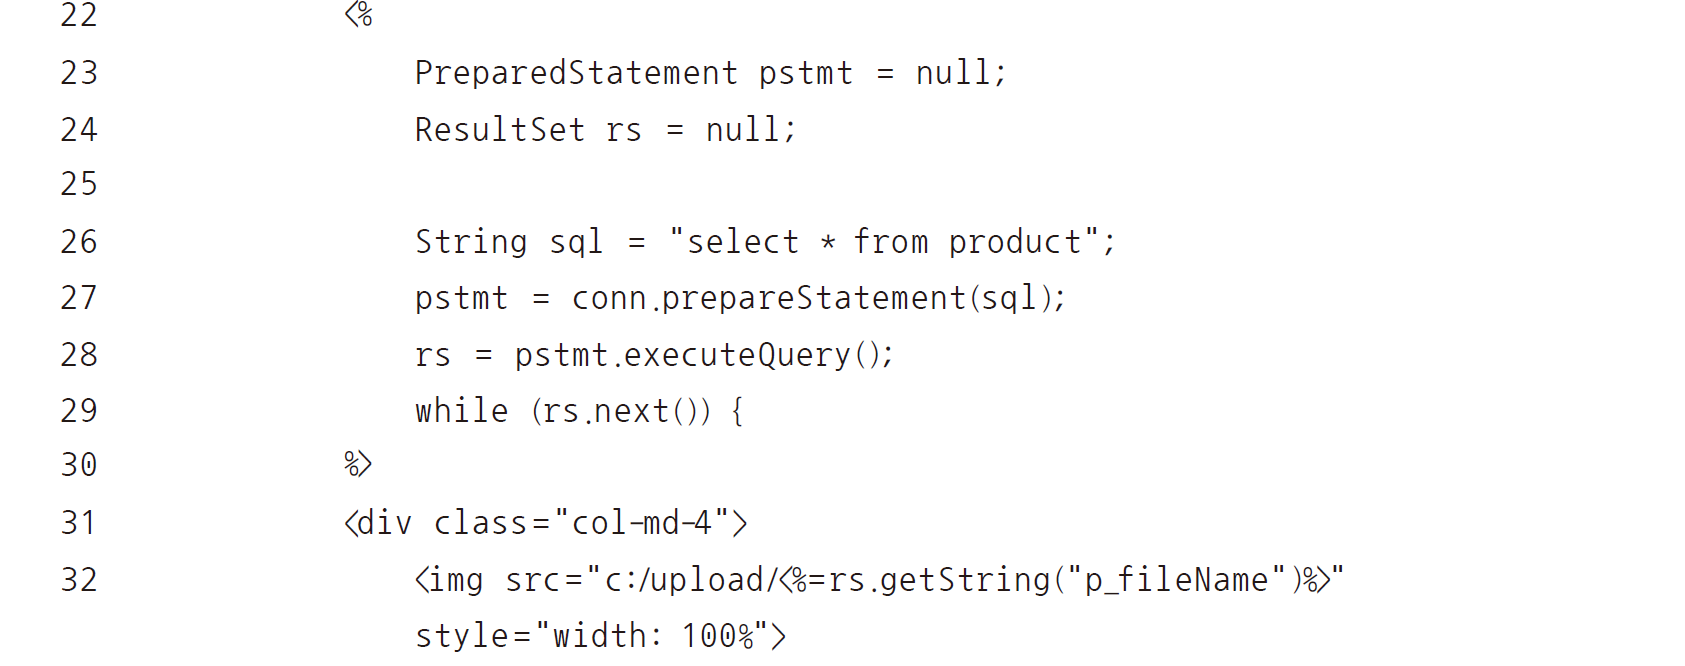 22 <%
23 PreparedStatement pstmt = null;
24 ResultSet rs = null;
25
26 String sql = "select * from product";
27 pstmt = conn.prepareStatement(sql);
28 rs = pstmt.executeQuery();
29 while (rs.next()) {
30 %>
31 <div class="col-md-4">
32 <img src="c:/upload/<%=rs.getString("p_fileName")%>"
style="width: 100%">